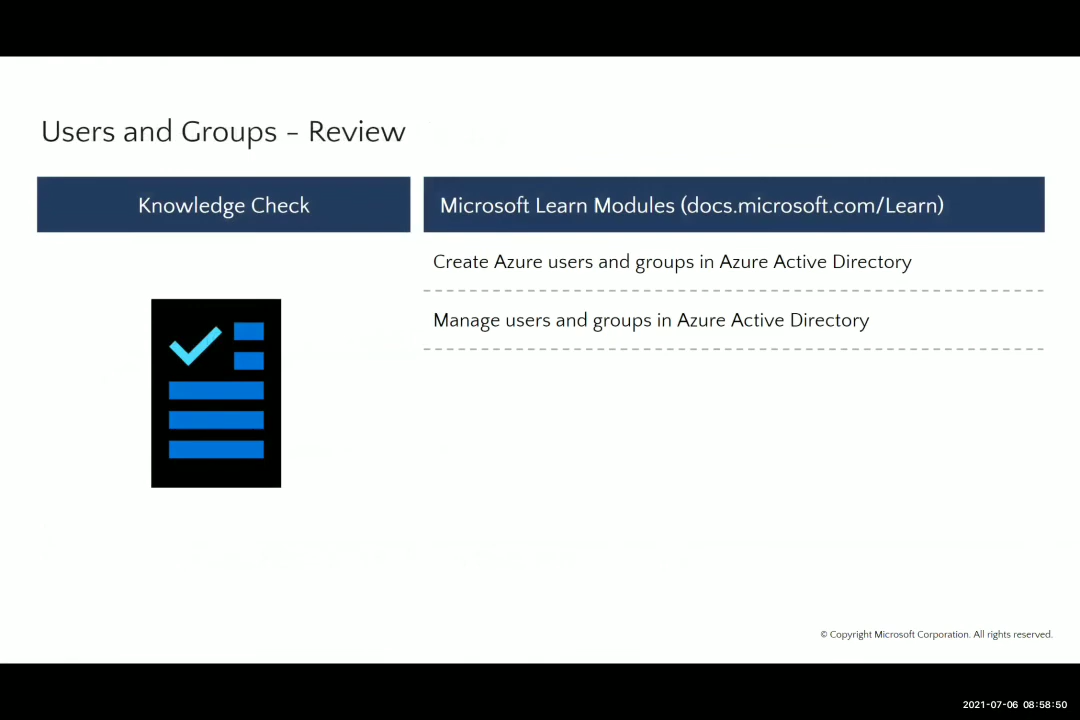 Users and Groups - Review
Knowledge Check
Microsoft Learn Modules (docs.microsoft.com/Learn)
Create Azure users and groups in Azure Active Directory
Manage users and groups in Azure Active Directory
© Copyright Microsoft Corporation. All rights reserved.
2021-07-06 08:58:50